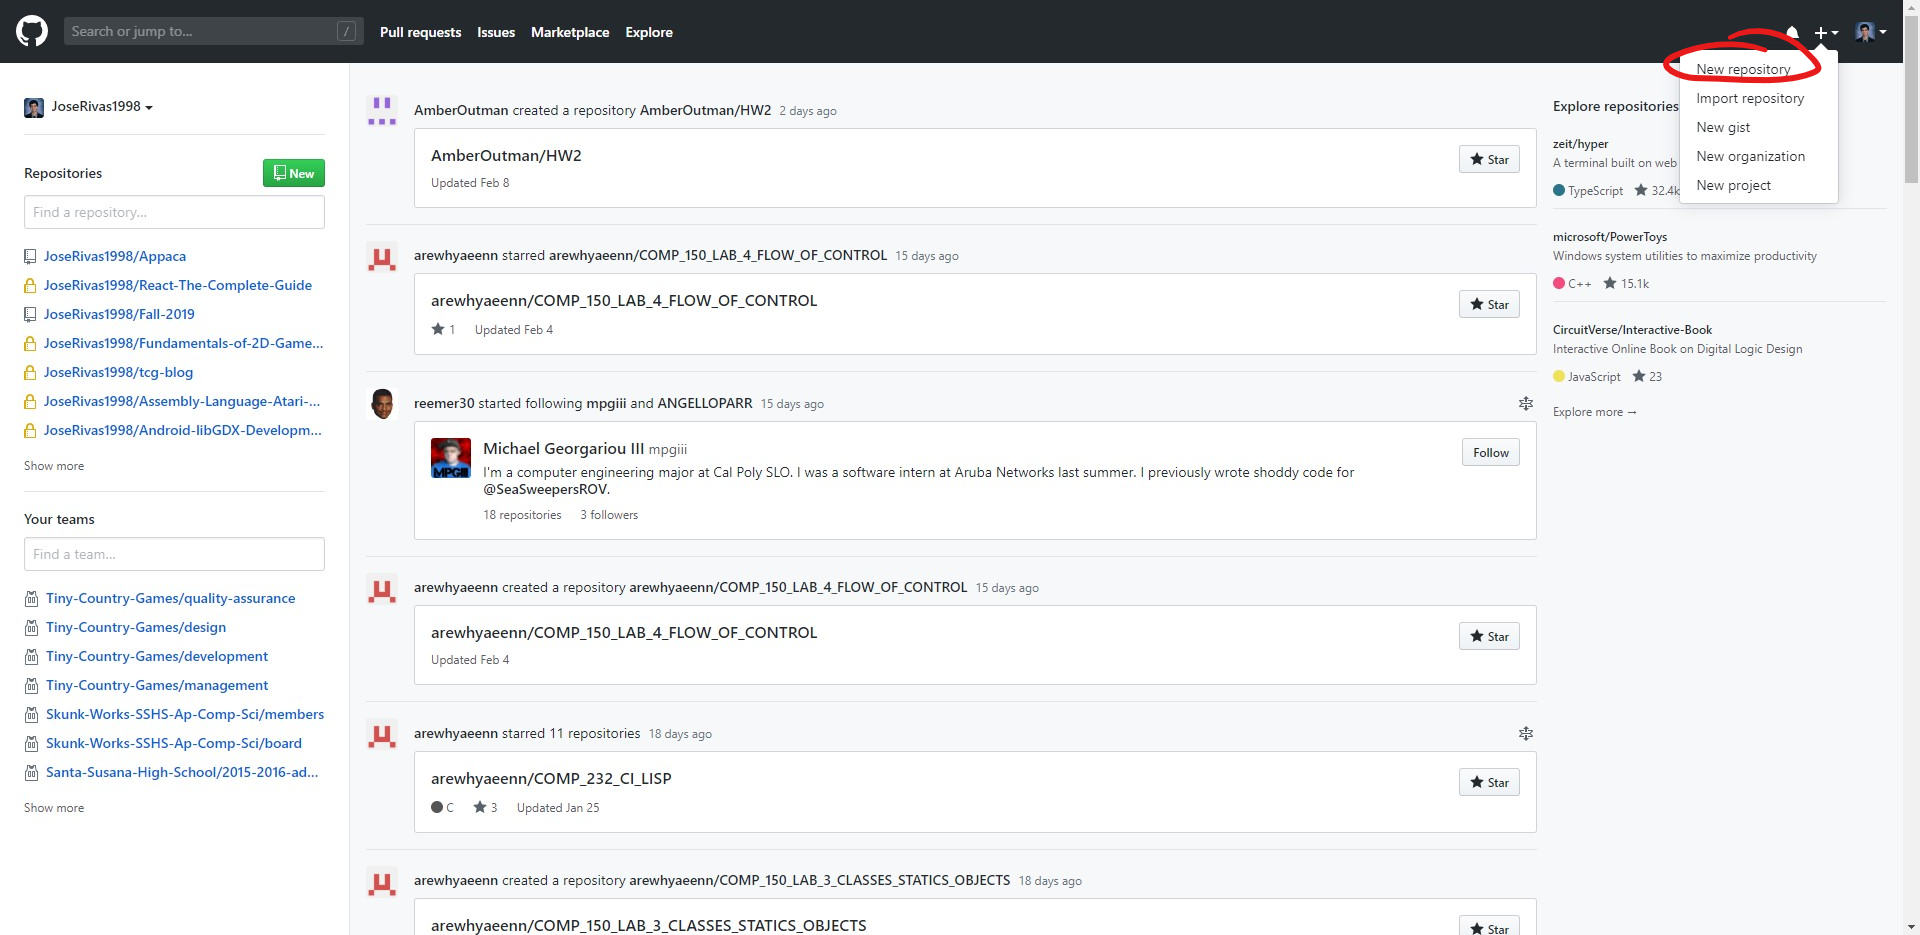 Search or jump to... /
Pull requests
Issues
Marketplace
Explore
New repository
Import repository
New gist
New organization
New project
JoseRivas1998
Repositories
New
Find a repository...
JoseRivas1998/Appaca
JoseRivas1998/React-The-Complete-Guide
JoseRivas1998/Fall-2019
JoseRivas1998/Fundamentals-of-2D-Game...
JoseRivas1998/tcg-blog
JoseRivas1998/Assembly-Language-Atari-...
JoseRivas1998/Android-libGDX-Developm...
Show more
Your teams
Find a team...
Tiny-Country-Games/quality-assurance
Tiny-Country-Games/design
Tiny-Country-Games/development
Tiny-Country-Games/management
Skunk-Works-SSHS-Ap-Comp-Sci/members
Skunk-Works-SSHS-Ap-Comp-Sci/board
Santa-Susana-High-School/2015-2016-ad...
Show more
AmberOutman created a repository AmberOutman/HW2 2 days ago
AmberOutman/HW2
Star
Updated Feb 8
arewhyaeenn starred arewhyaeenn/COMP_150_LAB_4_FLOW_OF_CONTROL 15 days ago
arewhyaeenn/COMP_150_LAB_4_FLOW_OF_CONTROL
Star
1 Updated Feb 4
reemer30 started following mpgiii and ANGELLOPARR 15 days ago
MPGIII
Michael Georgariou III mpgiii
Follow
I'm a computer engineering major at Cal Poly SLO. I was a software intern at Aruba Networks last summer. I previously wrote shoddy code for
@SeaSweepersROV.
18 repositories 3 followers
arewhyaeenn created a repository arewhyaeenn/COMP_150_LAB_4_FLOW_OF_CONTROL 15 days ago
arewhyaeenn/COMP_150_LAB_4_FLOW_OF_CONTROL
Star
Updated Feb 4
arewhyaeenn starred 11 repositories 18 days ago
arewhyaeenn/COMP_232_CI_LISP
Star
C 3 Updated Jan 25
arewhyaeenn created a repository arewhyaeenn/COMP_150_LAB_3_CLASSES_STATICS_OBJECTS 18 days ago
arewhyaeenn/COMP_150_LAB_3_CLASSES_STATICS_OBJECTS
Star
Explore repositories
zeit/hyper
A terminal built on web
TypeScript 32.4k
microsoft/PowerToys
Windows system utilities to maximize productivity
C++ 15.1k
CircuitVerse/Interactive-Book
Interactive Online Book on Digital Logic Design
JavaScript 23
Explore more →